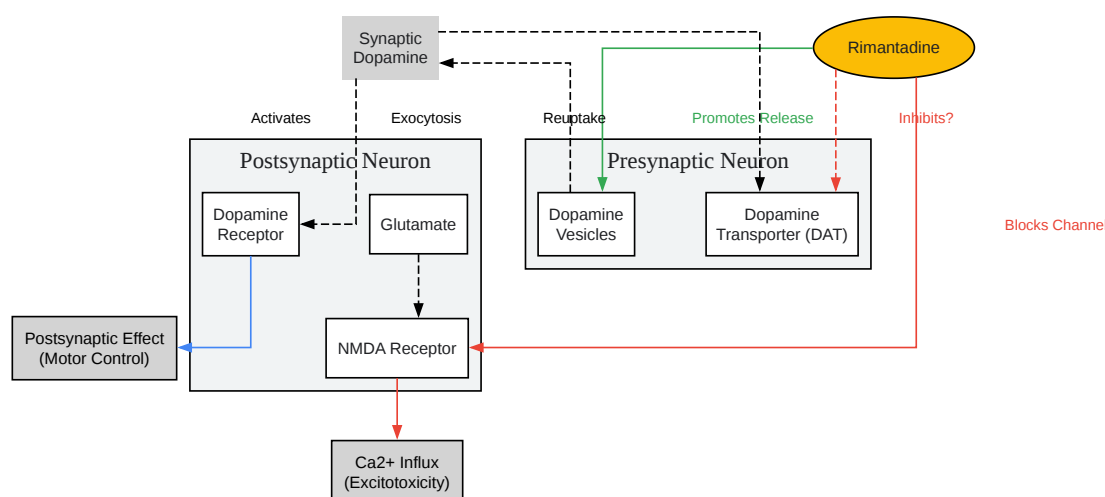 Synaptic
Dopamine
Rimantadine
Activates
Exocytosis
Reuptake
Promotes Release
Inhibits?
Postsynaptic Neuron
Presynaptic Neuron
Dopamine
Receptor
Glutamate
Dopamine
Vesicles
Dopamine
Transporter (DAT)
Blocks Channel
Postsynaptic Effect
(Motor Control)
NMDA Receptor
Ca2+ Influx
(Excitotoxicity)